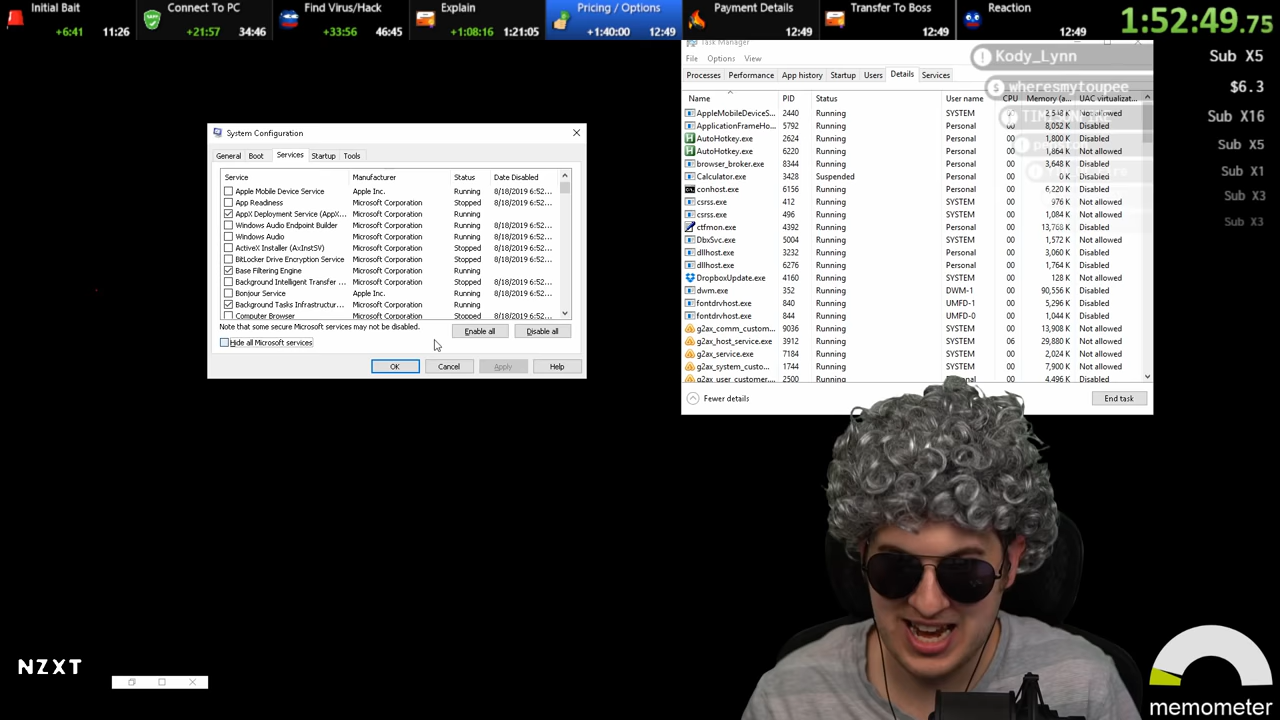 Initial Bait
+6:41 11:26
Connect To PC
+21:57 34:46
Find Virus/Hack
+33:56 46:45
Explain
+1:08:16 1:21:05
Pricing / Options
+1:40:00 12:49
Payment Details
12:49
Transfer To Boss
12:49
Reaction
12:49
1:52:49.75
Kody_Lynn Sub X5
wheresmytoupee $6.3
Sub X16
Sub X5
Sub X1
Sub X3
Sub X3
System Configuration
General Boot Services Startup Tools
Service Manufacturer Status Date Disabled
Apple Mobile Device Service Apple Inc. Running 8/18/2019 6:52...
App Readiness Microsoft Corporation Stopped 8/18/2019 6:52...
AppX Deployment Service (AppX... Microsoft Corporation Running
Windows Audio Endpoint Builder Microsoft Corporation Running 8/18/2019 6:52...
Windows Audio Microsoft Corporation Running 8/18/2019 6:52...
ActiveX Installer (AxInstSV) Microsoft Corporation Stopped 8/18/2019 6:52...
BitLocker Drive Encryption Service Microsoft Corporation Stopped 8/18/2019 6:52...
Base Filtering Engine Microsoft Corporation Running
Background Intelligent Transfer ... Microsoft Corporation Stopped 8/18/2019 6:52...
Bonjour Service Apple Inc. Running 8/18/2019 6:52...
Background Tasks Infrastructur... Microsoft Corporation Running 8/18/2019 6:52...
Computer Browser Microsoft Corporation Stopped 8/18/2019 6:52...
Note that some secure Microsoft services may not be disabled.
Enable all Disable all
Hide all Microsoft services
OK Cancel Apply Help
Task Manager
File Options View
Processes Performance App history Startup Users Details Services
Name PID Status User name CPU Memory (a... UAC virtualizat...
AppleMobileDeviceS... 2440 Running SYSTEM 00 Not allowed
ApplicationFrameHo... 5792 Running Personal 00 8,052 K Disabled
AutoHotkey.exe 2624 Running Personal 00 1,800 K Disabled
AutoHotkey.exe 6220 Running Personal 00 1,864 K Not allowed
browser_broker.exe 8344 Running Personal 00 3,648 K Disabled
Calculator.exe 3428 Suspended Personal 00 0 K Disabled
conhost.exe 6156 Running Personal 00 6,220 K Disabled
csrss.exe 412 Running SYSTEM 00 976 K Not allowed
csrss.exe 496 Running SYSTEM 00 1,084 K Not allowed
ctfmon.exe 4392 Running Personal 00 13,768 K Disabled
DbxSvc.exe 5004 Running SYSTEM 00 1,572 K Not allowed
dllhost.exe 3232 Running Personal 00 3,060 K Disabled
dllhost.exe 6276 Running Personal 00 1,764 K Disabled
DropboxUpdate.exe 4276 Running SYSTEM 00 128 K Not allowed
dwm.exe 352 Running DWM-1 00 90,556 K Disabled
fontdrvhost.exe 840 Running UMFD-1 00 5,296 K Disabled
fontdrvhost.exe 844 Running UMFD-0 00 1,044 K Disabled
g2ax_comm_custom... 9036 Running SYSTEM 00 13,908 K Not allowed
g2ax_host_service.exe 3912 Running SYSTEM 06 29,880 K Not allowed
g2ax_service.exe 7184 Running SYSTEM 00 2,024 K Not allowed
g2ax_system_custo... 1744 Running SYSTEM 00 7,900 K Not allowed
g2ax_user_customer... 2500 Running Personal 00 4,496 K Disabled
Fewer details End task
NZXT
memometer